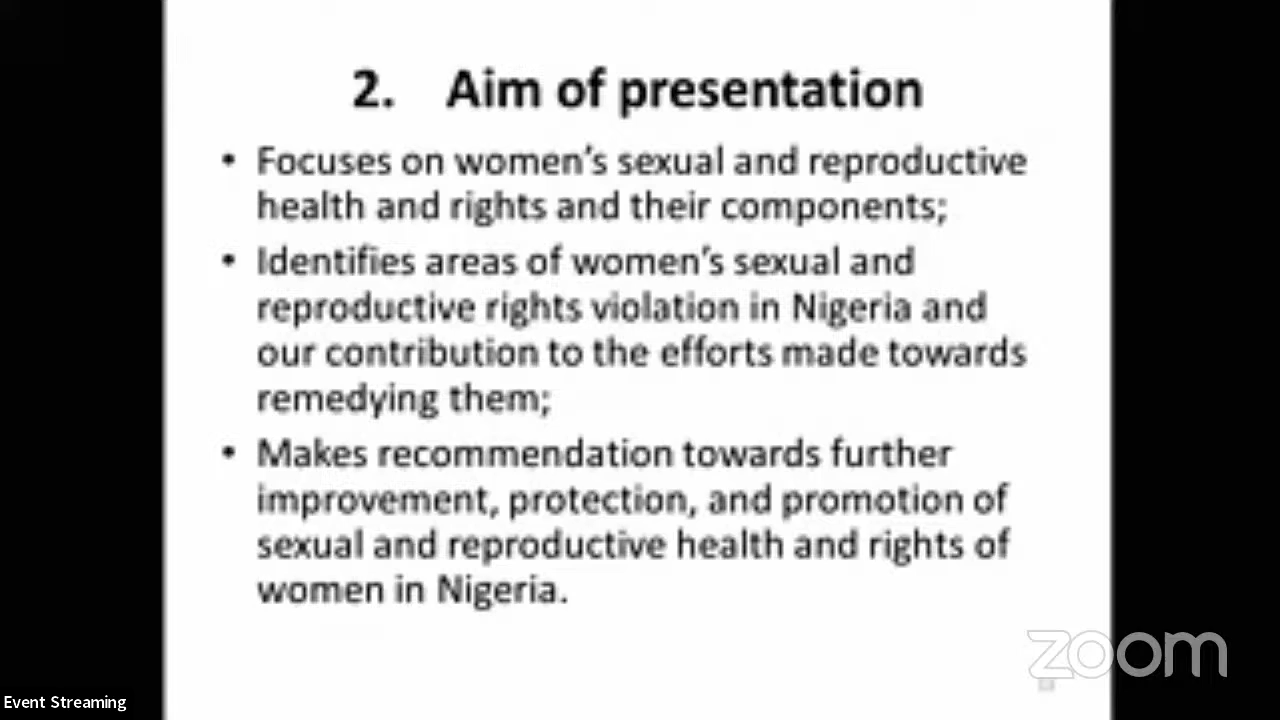 2. Aim of presentation
• Focuses on women's sexual and reproductive
health and rights and their components;
• Identifies areas of women's sexual and
reproductive rights violation in Nigeria and
our contribution to the efforts made towards
remedying them;
• Makes recommendation towards further
improvement, protection, and promotion of
sexual and reproductive health and rights of
women in Nigeria.
zoom
Event Streaming